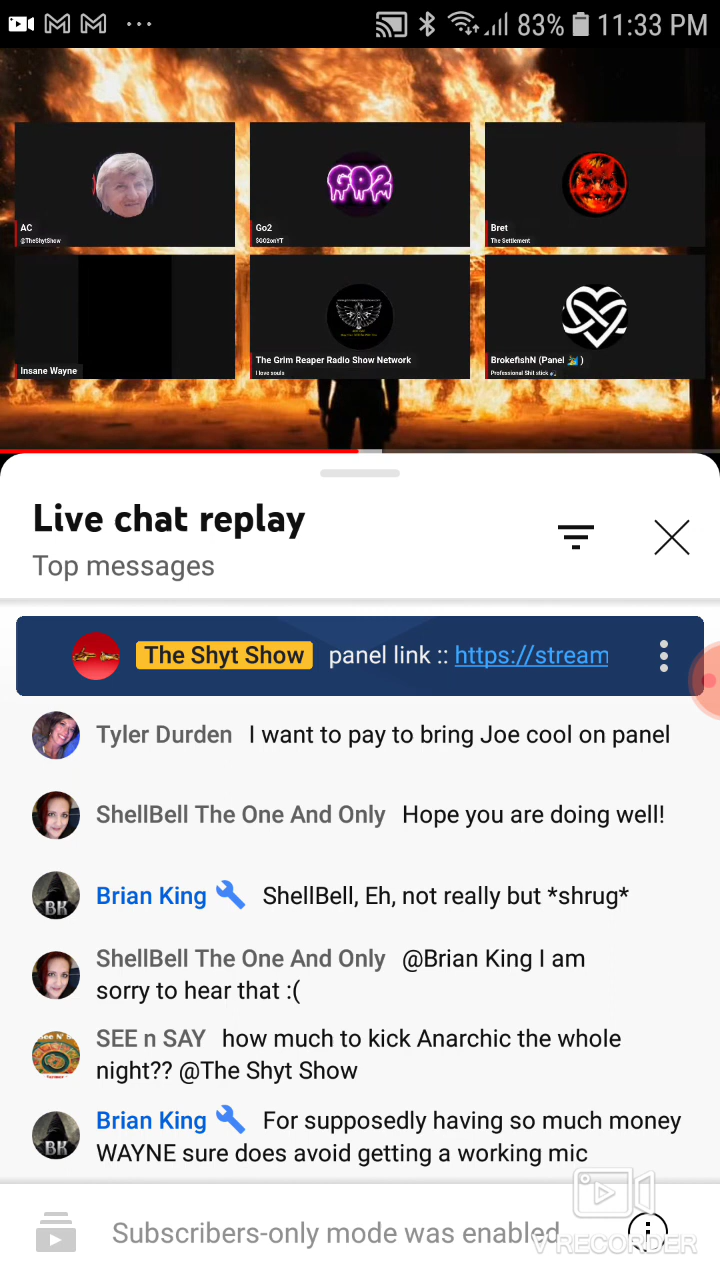 83% 11:33 PM
GO2
AC
@TheShytShow
Go2
$GO2onYT
Bret
The Settlement
Insane Wayne
The Grim Reaper Radio Show Network
I love souls
BrokefishN (Panel )
Professional Shit stick
Live chat replay
Top messages
The Shyt Show panel link :: https://stream
Tyler Durden I want to pay to bring Joe cool on panel
ShellBell The One And Only Hope you are doing well!
BK
Brian King ShellBell, Eh, not really but *shrug*
ShellBell The One And Only @Brian King I am
sorry to hear that :(
SEE n SAY how much to kick Anarchic the whole
night?? @The Shyt Show
BK
Brian King For supposedly having so much money
WAYNE sure does avoid getting a working mic
Subscribers-only mode was enabled
V RECORDER